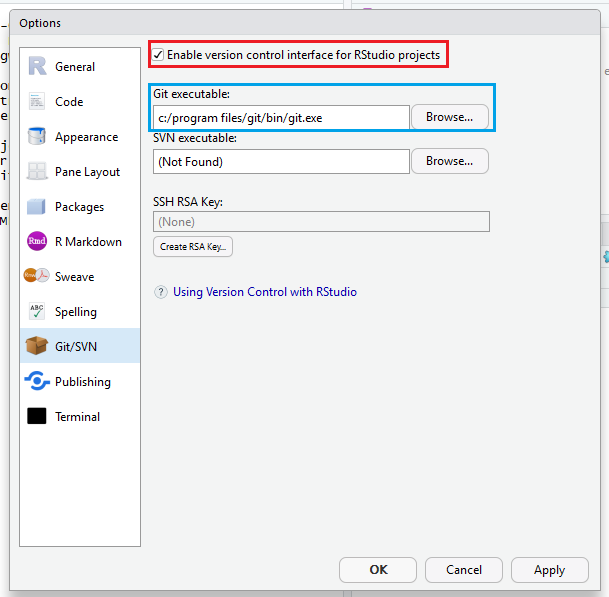 Options
General
Code
Appearance
Pane Layout
Packages
Rmd
R Markdown
Sweave
ABC
Spelling
Git/SVN
Publishing
Terminal
Enable version control interface for RStudio projects
Git executable:
c:/program files/git/bin/git.exe
Browse...
SVN executable:
(Not Found)
Browse...
SSH RSA Key:
(None)
Create RSA Key...
? Using Version Control with RStudio
OK
Cancel
Apply